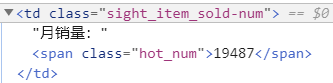 ▼<td class="sight_item_sold-num"> == $0
"月销量："
<span class="hot_num">19487</span>
</td>